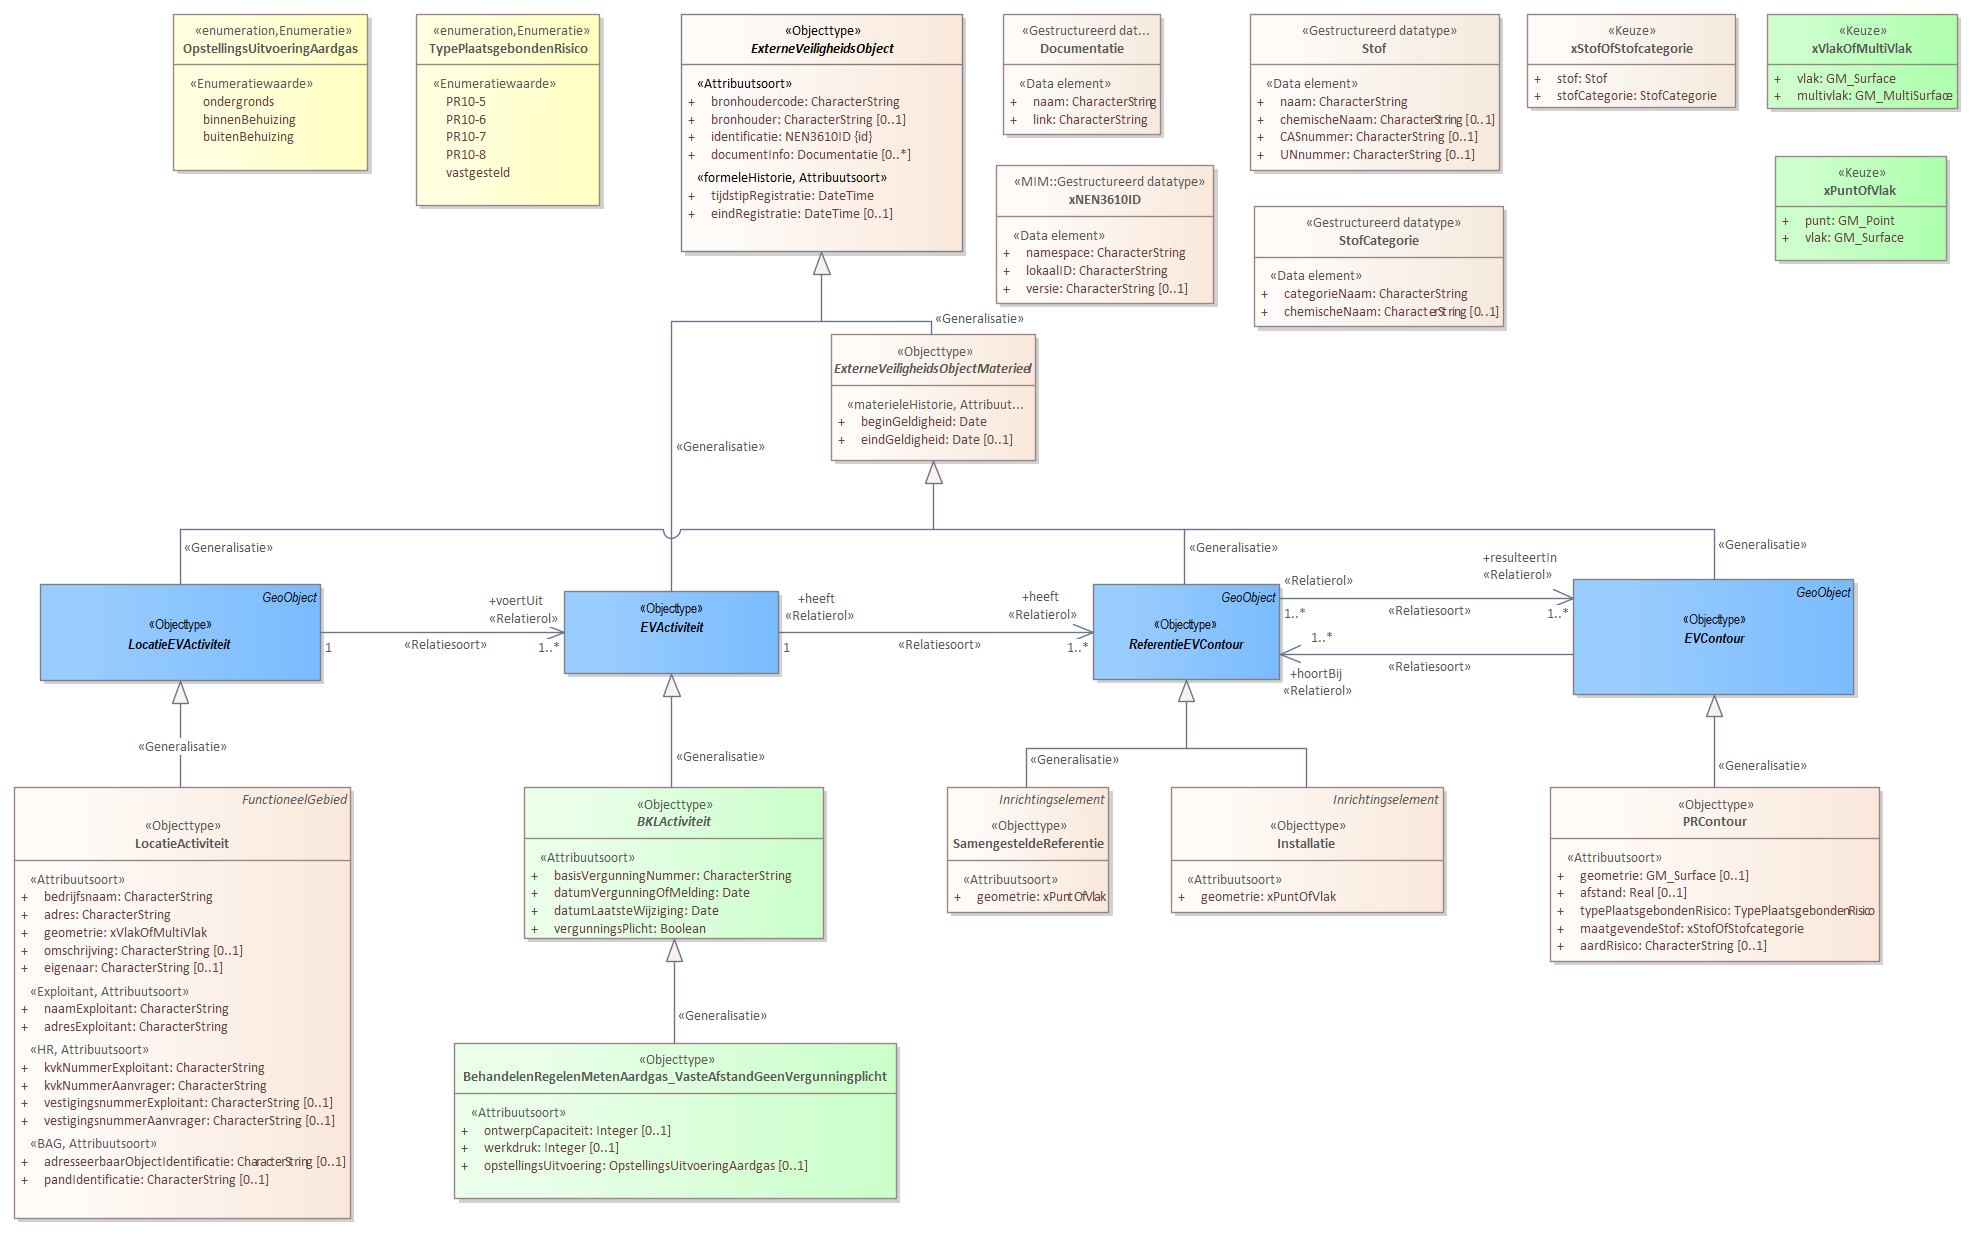 «enumeration,Enumeratie»
OpstellingsUitvoeringAardgas
«Enumeratiewaarde»
ondergronds
binnenBehuizing
buitenBehuizing
«enumeration,Enumeratie»
TypePlaatsgebondenRisico
«Enumeratiewaarde»
PR10-5
PR10-6
PR10-7
PR10-8
vastgesteld
«Objecttype»
ExterneVeiligheidsObject
«Attribuutsoort»
+ bronhoudercode: CharacterString
+ bronhouder: CharacterString [0..1]
+ identificatie: NEN3610ID {id}
+ documentInfo: Documentatie [0..*]
«formeleHistorie, Attribuutsoort»
+ tijdstipRegistratie: DateTime
+ eindRegistratie: DateTime [0..1]
«Gestructureerd dat...
Documentatie
«Data element»
+ naam: CharacterString
+ link: CharacterString
«MIM::Gestructureerd datatype»
xNEN3610ID
«Data element»
+ namespace: CharacterString
+ lokaalID: CharacterString
+ versie: CharacterString [0..1]
«Gestructureerd datatype»
Stof
«Data element»
+ naam: CharacterString
+ chemischeNaam: CharacterString [0..1]
+ CASnummer: CharacterString [0..1]
+ UNnummer: CharacterString [0..1]
«Gestructureerd datatype»
StofCategorie
«Data element»
+ categorieNaam: CharacterString
+ chemischeNaam: CharacterString [0..1]
«Keuze»
xStofOfStofcategorie
+ stof: Stof
+ stofCategorie: StofCategorie
«Keuze»
xVlakOfMultiVlak
+ vlak: GM_Surface
+ multivlak: GM_MultiSurface
«Keuze»
xPuntOfVlak
+ punt: GM_Point
+ vlak: GM_Surface
«Generalisatie»
«Objecttype»
ExterneVeiligheidsObjectMaterieel
«materieleHistorie, Attribuut...
+ beginGeldigheid: Date
+ eindGeldigheid: Date [0..1]
«Generalisatie»
«Generalisatie»
«Generalisatie»
«Generalisatie»
GeoObject
«Objecttype»
LocatieEVActiviteit
+voertUit
«Relatierol»
1
«Relatiesoort»
1..*
«Objecttype»
EVActiviteit
+heeft
«Relatierol»
1
«Relatiesoort»
+heeft
«Relatierol»
1..*
GeoObject
«Objecttype»
ReferentieEVContour
«Relatierol»
1..*
«Relatiesoort»
+resulteertIn
«Relatierol»
1..*
1..*
«Relatiesoort»
+hoortBij
«Relatierol»
GeoObject
«Objecttype»
EVContour
«Generalisatie»
«Generalisatie»
«Generalisatie»
«Generalisatie»
FunctioneelGebied
«Objecttype»
LocatieActiviteit
«Attribuutsoort»
+ bedrijfsnaam: CharacterString
+ adres: CharacterString
+ geometrie: xVlakOfMultiVlak
+ omschrijving: CharacterString [0..1]
+ eigenaar: CharacterString [0..1]
«Exploitant, Attribuutsoort»
+ naamExploitant: CharacterString
+ adresExploitant: CharacterString
«HR, Attribuutsoort»
+ kvkNummerExploitant: CharacterString
+ kvkNummerAanvrager: CharacterString
+ vestigingsnummerExploitant: CharacterString [0..1]
+ vestigingsnummerAanvrager: CharacterString [0..1]
«BAG, Attribuutsoort»
+ adresseerbaarObjectIdentificatie: CharacterString [0..1]
+ pandIdentificatie: CharacterString [0..1]
«Objecttype»
BKLActiviteit
«Attribuutsoort»
+ basisVergunningNummer: CharacterString
+ datumVergunningOfMelding: Date
+ datumLaatsteWijziging: Date
+ vergunningsPlicht: Boolean
«Generalisatie»
«Objecttype»
BehandelenRegelenMetenAardgas_VasteAfstandGeenVergunningplicht
«Attribuutsoort»
+ ontwerpCapaciteit: Integer [0..1]
+ werkdruk: Integer [0..1]
+ opstellingsUitvoering: OpstellingsUitvoeringAardgas [0..1]
Inrichtingselement
«Objecttype»
SamengesteldeReferentie
«Attribuutsoort»
+ geometrie: xPuntOfVlak
Inrichtingselement
«Objecttype»
Installatie
«Attribuutsoort»
+ geometrie: xPuntOfVlak
«Objecttype»
PRContour
«Attribuutsoort»
+ geometrie: GM_Surface [0..1]
+ afstand: Real [0..1]
+ typePlaatsgebondenRisico: TypePlaatsgebondenRisico
+ maatgevendeStof: xStofOfStofcategorie
+ aardRisico: CharacterString [0..1]